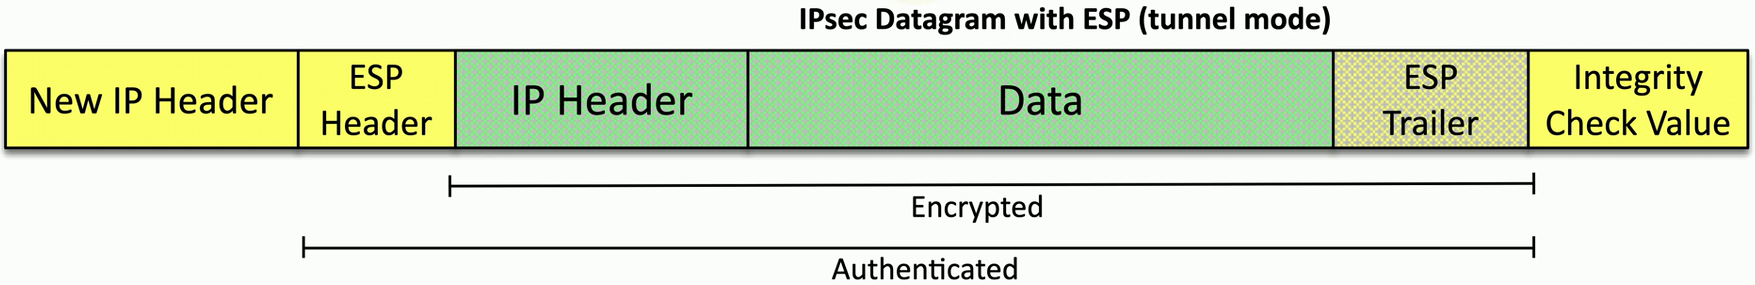 IPsec Datagram with ESP (tunnel mode)
New IP Header
ESP
Header
IP Header
Data
ESP
Trailer
Integrity
Check Value
Encrypted
Authenticated